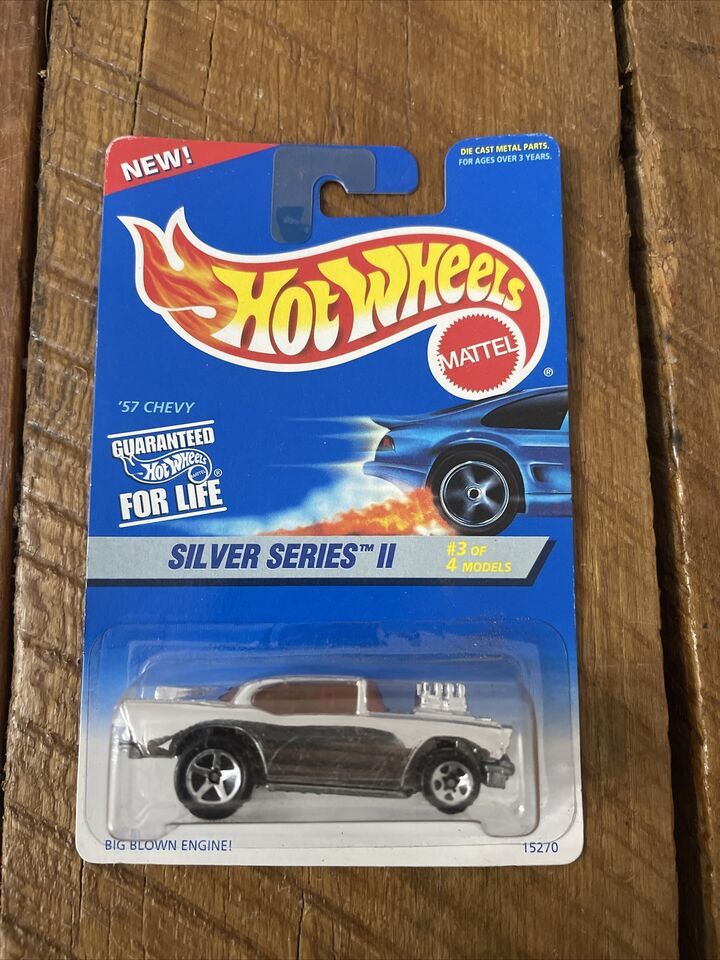 NEW!
DIE CAST METAL PARTS.
FOR AGES OVER 3 YEARS.
HOT WHEELS
MATTEL
®
'57 CHEVY
GUARANTEED
HOT WHEELS
MATTEL
®
FOR LIFE
SILVER SERIES™ II
#3 OF
4 MODELS
BIG BLOWN ENGINE!
15270